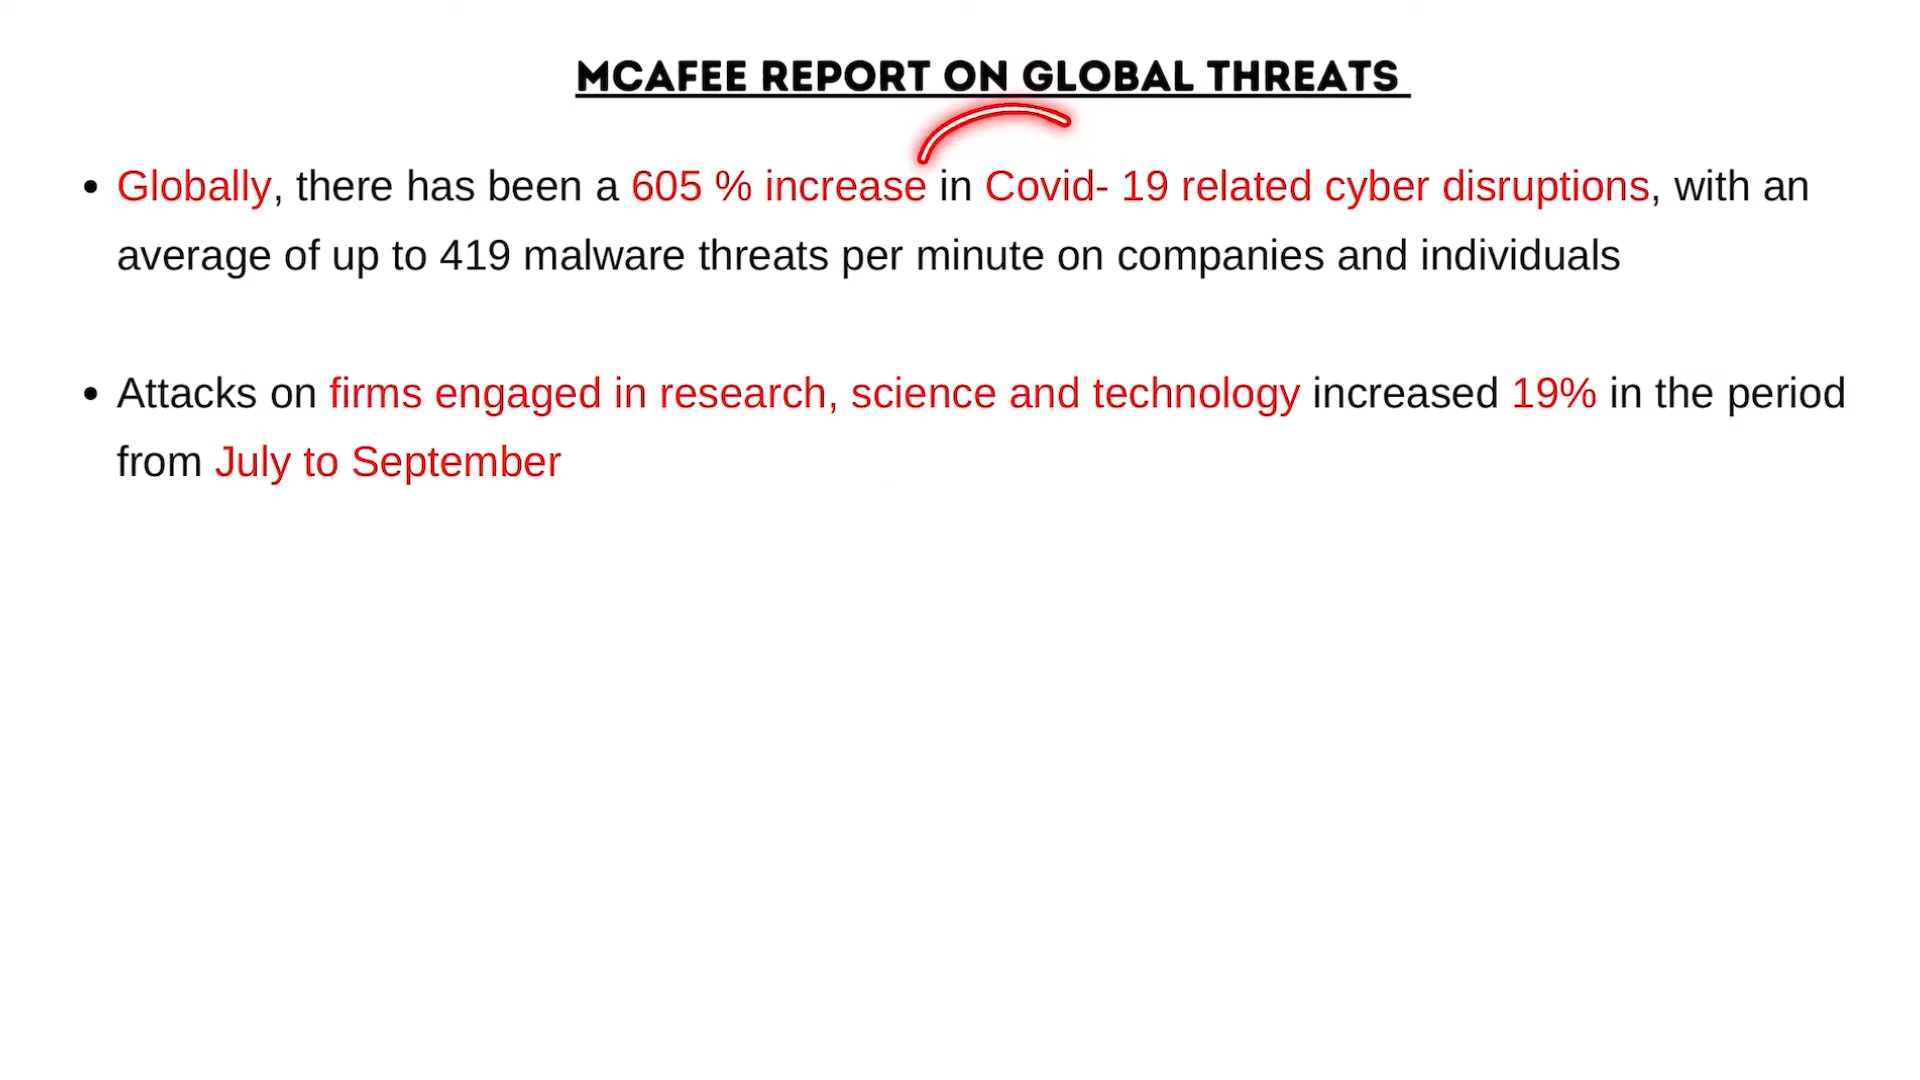 MCAFEE REPORT ON GLOBAL THREATS
• Globally, there has been a 605 % increase in Covid- 19 related cyber disruptions, with an
average of up to 419 malware threats per minute on companies and individuals
• Attacks on firms engaged in research, science and technology increased 19% in the period
from July to September